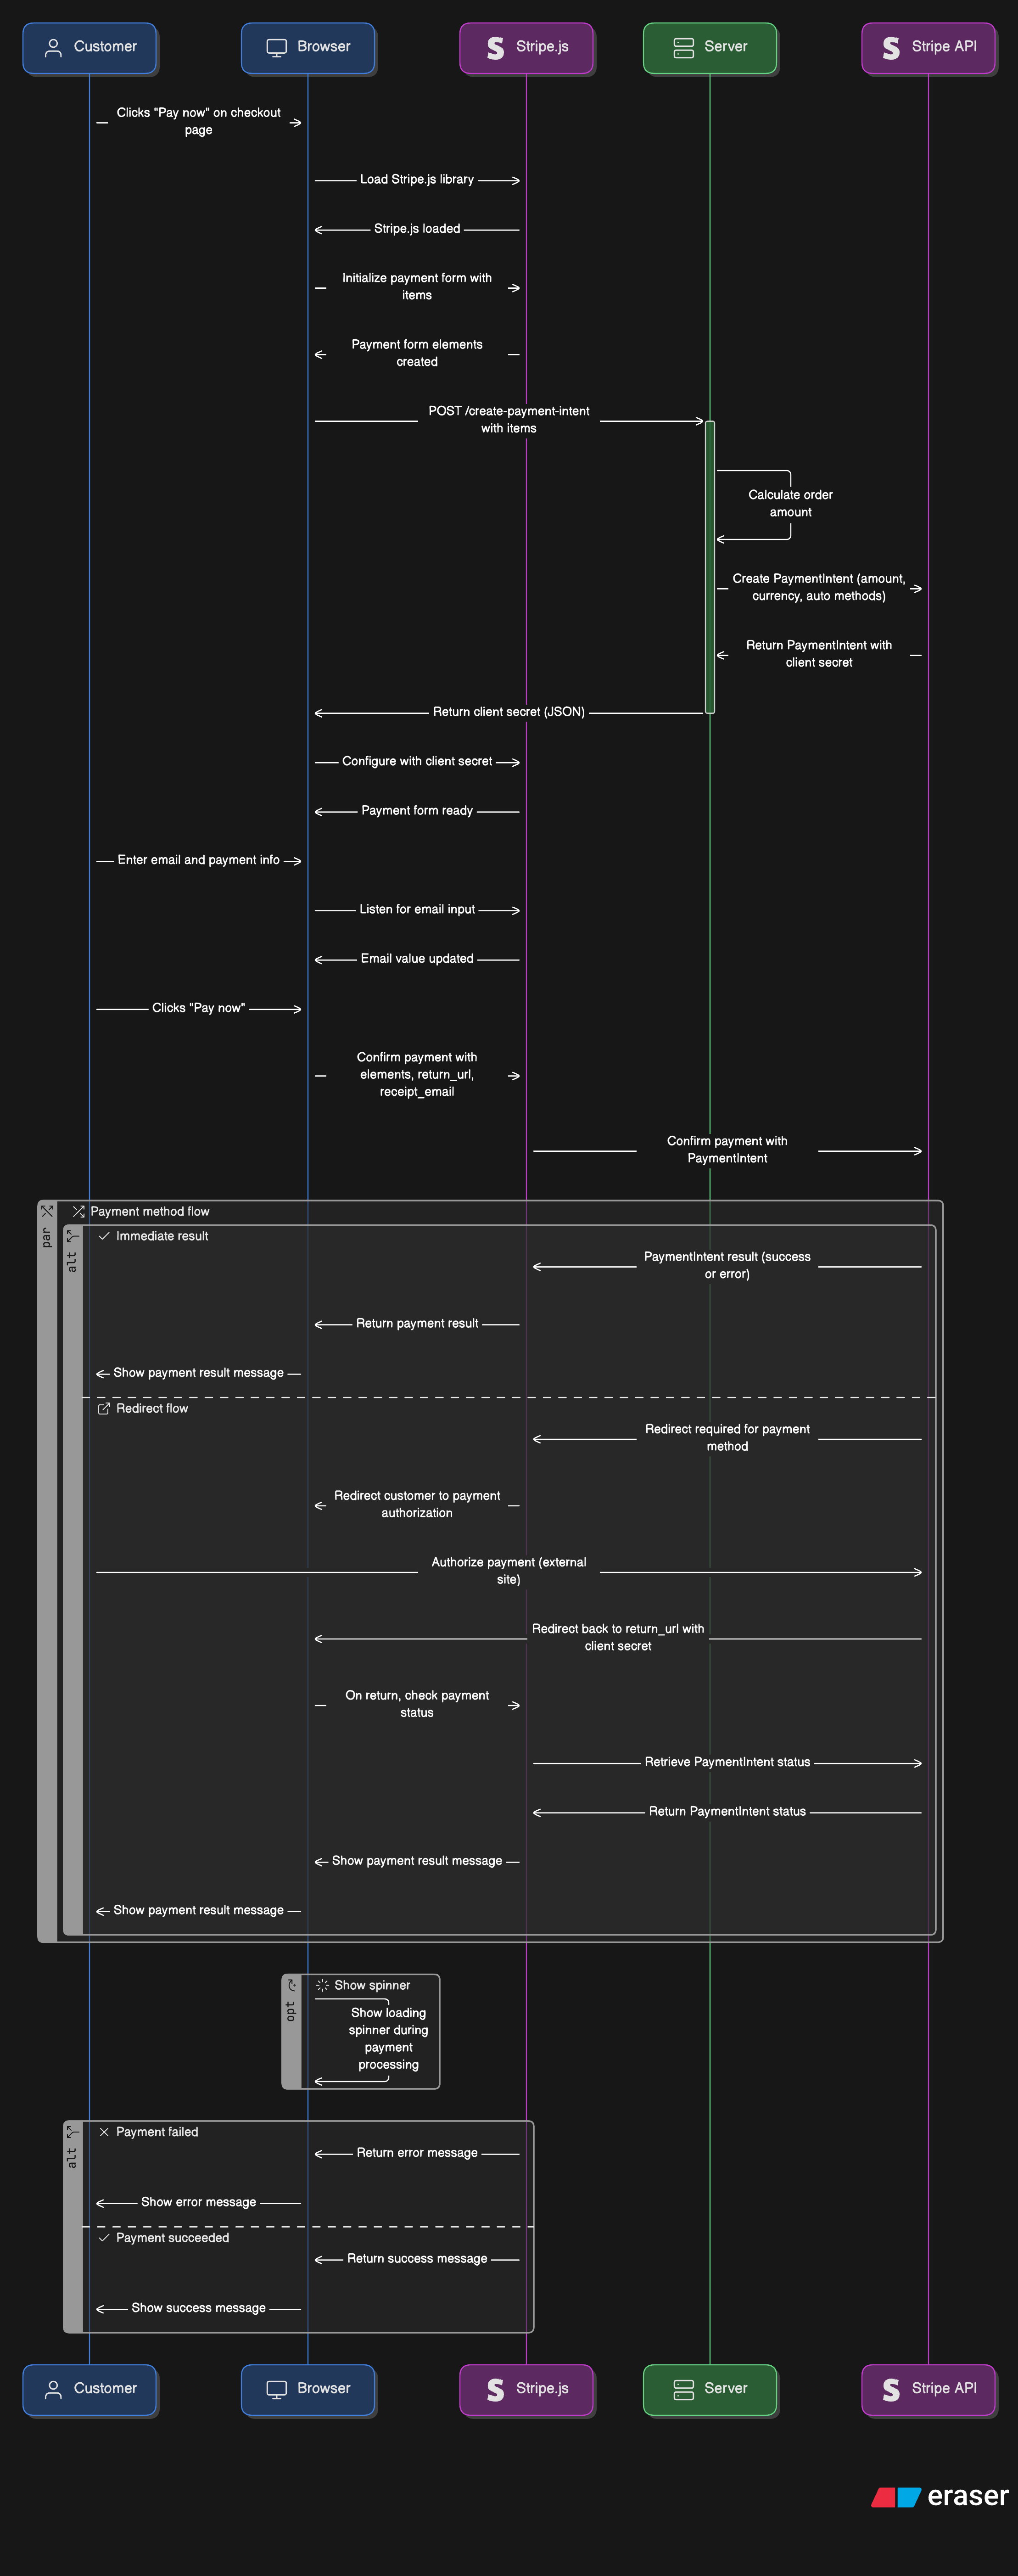 Customer
Browser
Stripe.js
Server
Stripe API
Clicks "Pay now" on checkout
page
Load Stripe.js library
Stripe.js loaded
Initialize payment form with
items
Payment form elements
created
POST /create-payment-intent
with items
Calculate order
amount
Create PaymentIntent (amount,
currency, auto methods)
Return PaymentIntent with
client secret
Return client secret (JSON)
Configure with client secret
Payment form ready
Enter email and payment info
Listen for email input
Email value updated
Clicks "Pay now"
Confirm payment with
elements, return_url,
receipt_email
Confirm payment with
PaymentIntent
par
Payment method flow
alt
Immediate result
PaymentIntent result (success
or error)
Return payment result
Show payment result message
Redirect flow
Redirect required for payment
method
Redirect customer to payment
authorization
Authorize payment (external
site)
Redirect back to return_url with
client secret
On return, check payment
status
Retrieve PaymentIntent status
Return PaymentIntent status
Show payment result message
Show payment result message
opt
Show spinner
Show loading
spinner during
payment
processing
alt
Payment failed
Return error message
Show error message
Payment succeeded
Return success message
Show success message
Customer
Browser
Stripe.js
Server
Stripe API
eraser